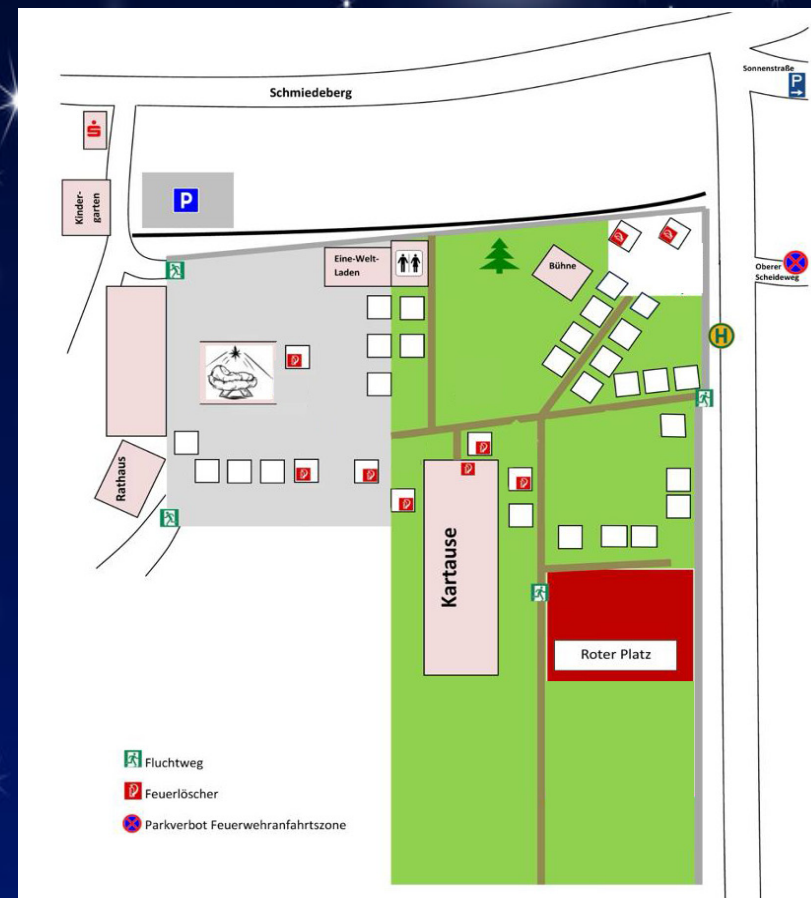 Sonnenstraße
P
Schmiedeberg
S
Kinder-
garten
P
Eine-Welt-
Laden
Bühne
Oberer
Scheideweg
H
Rathaus
Kartause
Roter Platz
Fluchtweg
Feuerlöscher
Parkverbot Feuerwehranfahrtszone